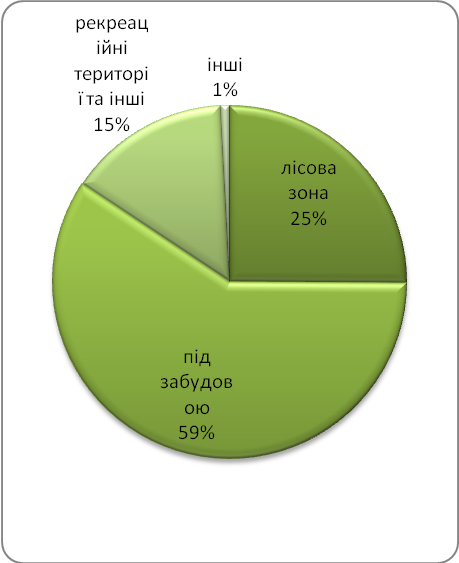 рекреац
ійні
територі
ї та інші
15%
інші
1%
лісова
зона
25%
під
забудов
ою
59%